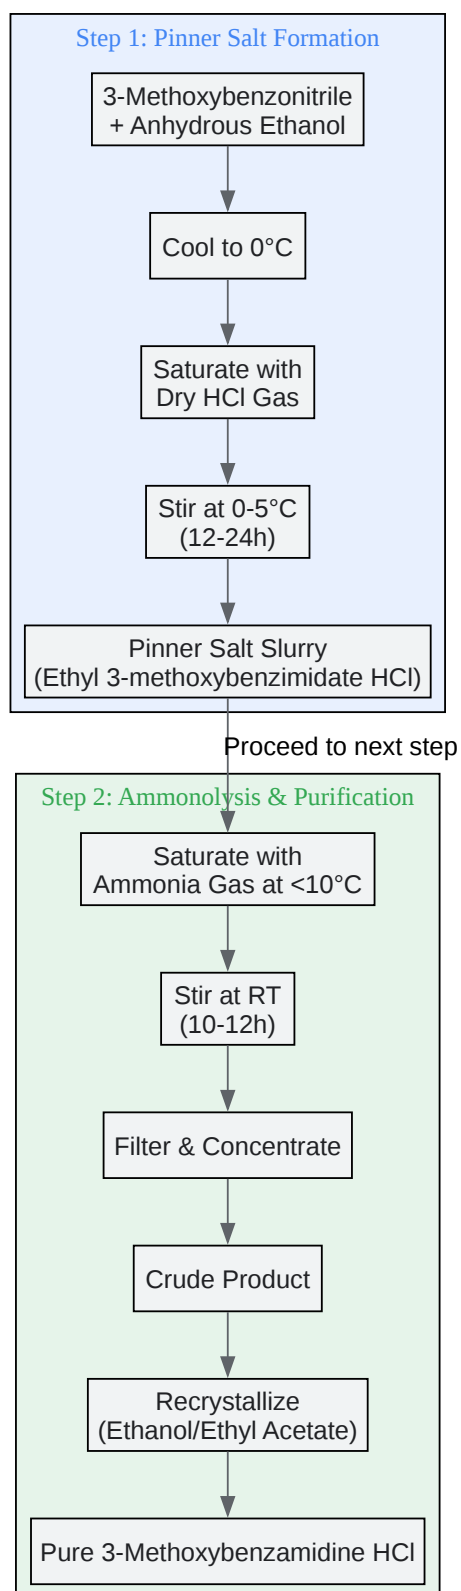 Step 1: Pinner Salt Formation
3-Methoxybenzonitrile
+ Anhydrous Ethanol
Cool to 0°C
Saturate with
Dry HCl Gas
Stir at 0-5°C
(12-24h)
Pinner Salt Slurry
(Ethyl 3-methoxybenzimidate HCl)
Proceed to next step
Step 2: Ammonolysis & Purification
Saturate with
Ammonia Gas at <10°C
Stir at RT
(10-12h)
Filter & Concentrate
Crude Product
Recrystallize
(Ethanol/Ethyl Acetate)
Pure 3-Methoxybenzamidine HCl